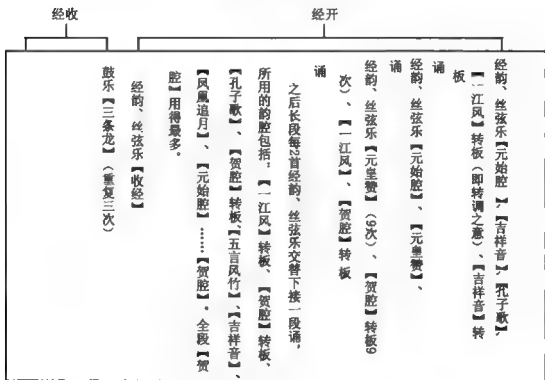 开经
收经
经韵、丝弦乐【元始腔】、【吉祥音】、【孔子歌】、
【一江风】转板（即转调之意）、【吉祥音】转
板
诵
经韵、丝弦乐【元始腔】、【元皇赞】、
诵
经韵、丝弦乐【元皇赞】（9次）、【贺腔】转板9
次）、【一江风】、【贺腔】转板
诵
之后长段每2首经韵、丝弦乐交替下接一段诵，
所用的韵腔包括：【一江风】转板、【贺腔】转板、
【孔子歌】、【贺腔】转板、【五言风竹】、【吉祥音】、
【凤凰追月】、【元始腔】……【贺腔】。全段【贺
腔】用得最多。
经韵、丝弦乐【收经】
鼓乐【三条龙】（重复三次）